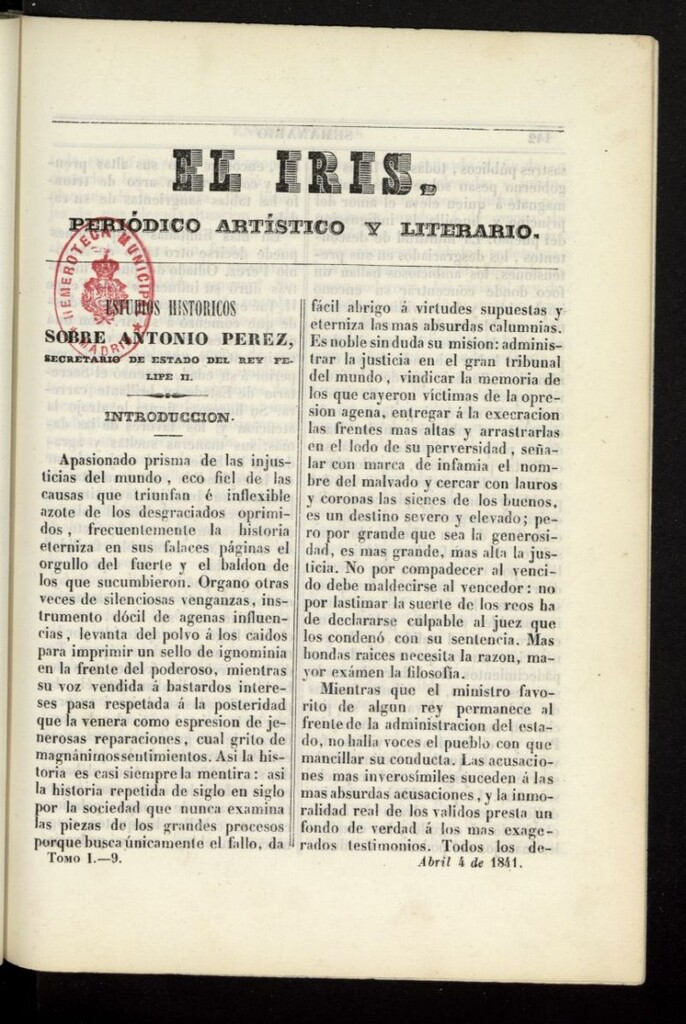 EL IRIS,
PERIÓDICO ARTÍSTICO Y LITERARIO.
HEMEROTECA MUNICIPAL
* MADRID *
ESTUDIOS HISTORICOS
SOBRE ANTONIO PEREZ,
SECRETARIO DE ESTADO DEL REY FE-
LIPE II.
INTRODUCCION.
Apasionado prisma de las injus-
ticias del mundo, eco fiel de las
causas que triunfan é inflexible
azote de los desgraciados oprimi-
dos, frecuentemente la historia
eterniza en sus falaces páginas el
orgullo del fuerte y el baldon de
los que sucumbieron. Organo otras
veces de silenciosas venganzas, ins-
trumento dócil de agenas influen-
cias, levanta del polvo á los caidos
para imprimir un sello de ignominia
en la frente del poderoso, mientras
su voz vendida á bastardos intere-
ses pasa respetada á la posteridad
que la venera como espresion de je-
nerosas reparaciones, cual grito de
magnánimos sentimientos. Asi la his-
toria es casi siempre la mentira: asi
la historia repetida de siglo en siglo
por la sociedad que nunca examina
las piezas de los grandes procesos
porque busca únicamente el fallo, da
Tomo I.—9.
fácil abrigo á virtudes supuestas y
eterniza las mas absurdas calumnias.
Es noble sin duda su mision: adminis-
trar la justicia en el gran tribunal
del mundo, vindicar la memoria de
los que cayeron víctimas de la opre-
sion agena, entregar á la execracion
las frentes mas altas y arrastrarlas
en el lodo de su perversidad, seña-
lar con marca de infamia el nom-
bre del malvado y cercar con lauros
y coronas las sienes de los buenos,
es un destino severo y elevado; pe-
ro por grande que sea la generosi-
dad, es mas grande, mas alta la jus-
ticia. No por compadecer al venci-
do debe maldecirse al vencedor: no
por lastimar la suerte de los reos ha
de declararse culpable al juez que
los condenó con su sentencia. Mas
hondas raices necesita la razon, ma-
yor exámen la filosofía.
Mientras que el ministro favo-
rito de algun rey permanece al
frente de la administracion del esta-
do, no halla voces el pueblo con que
mancillar su conducta. Las acusacio-
nes mas inverosímiles suceden á las
mas absurdas acusaciones, y la inmo-
ralidad real de los validos presta un
fondo de verdad á los mas exage-
rados testimonios. Todos los de-
Abril 4 de 1841.